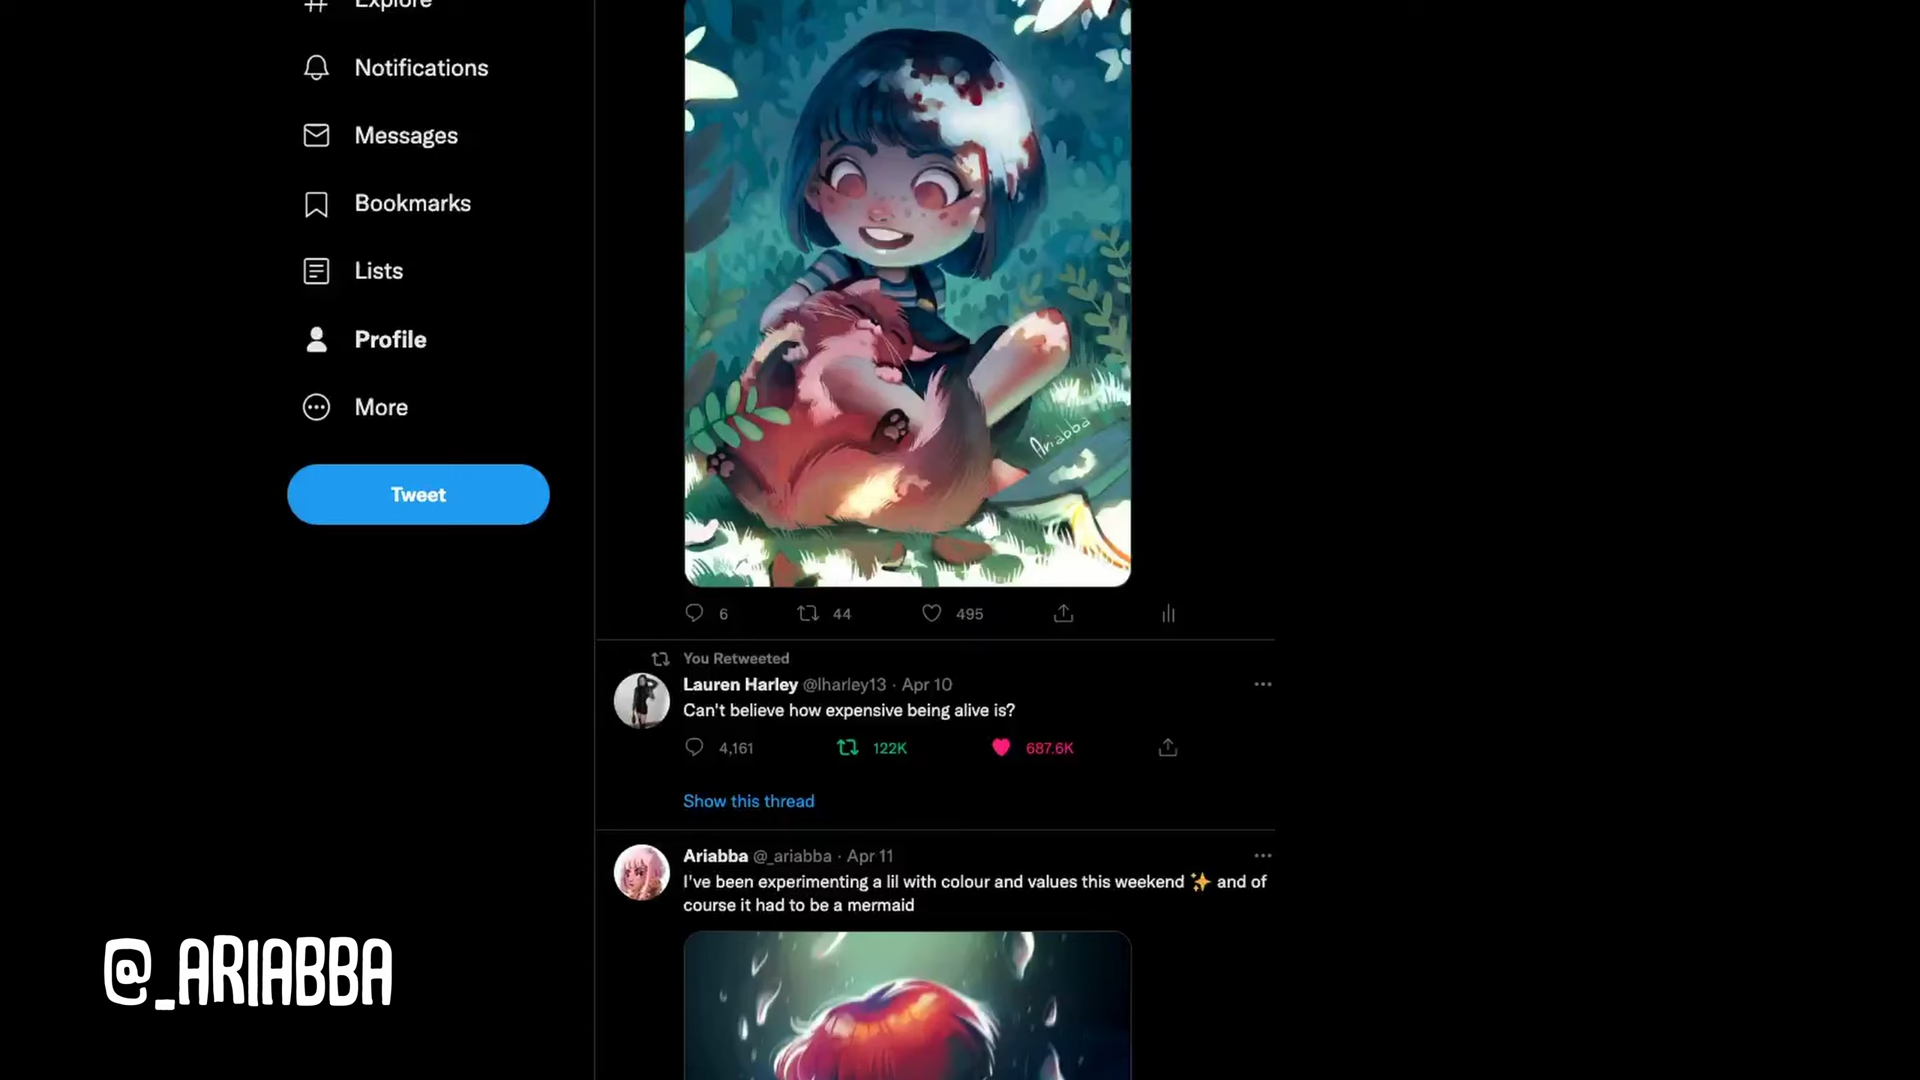 Explore
Notifications
Messages
Bookmarks
Lists
Profile
More
Tweet
Ariabba
6
44
495
You Retweeted
Lauren Harley @lharley13 · Apr 10
Can't believe how expensive being alive is?
4,161
122K
687.6K
Show this thread
Ariabba @_ariabba · Apr 11
I've been experimenting a lil with colour and values this weekend ✨ and of
course it had to be a mermaid
@_ARIABBA